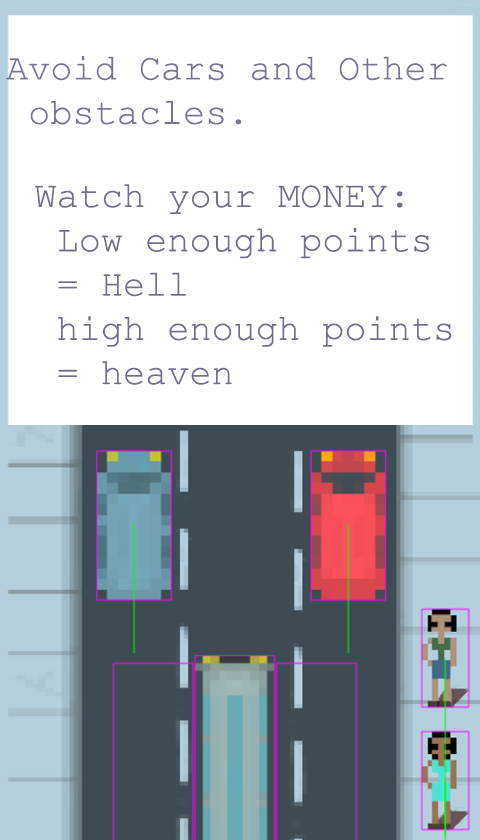 Avoid Cars and Other
obstacles.
Watch your MONEY:
Low enough points
= Hell
high enough points
= heaven